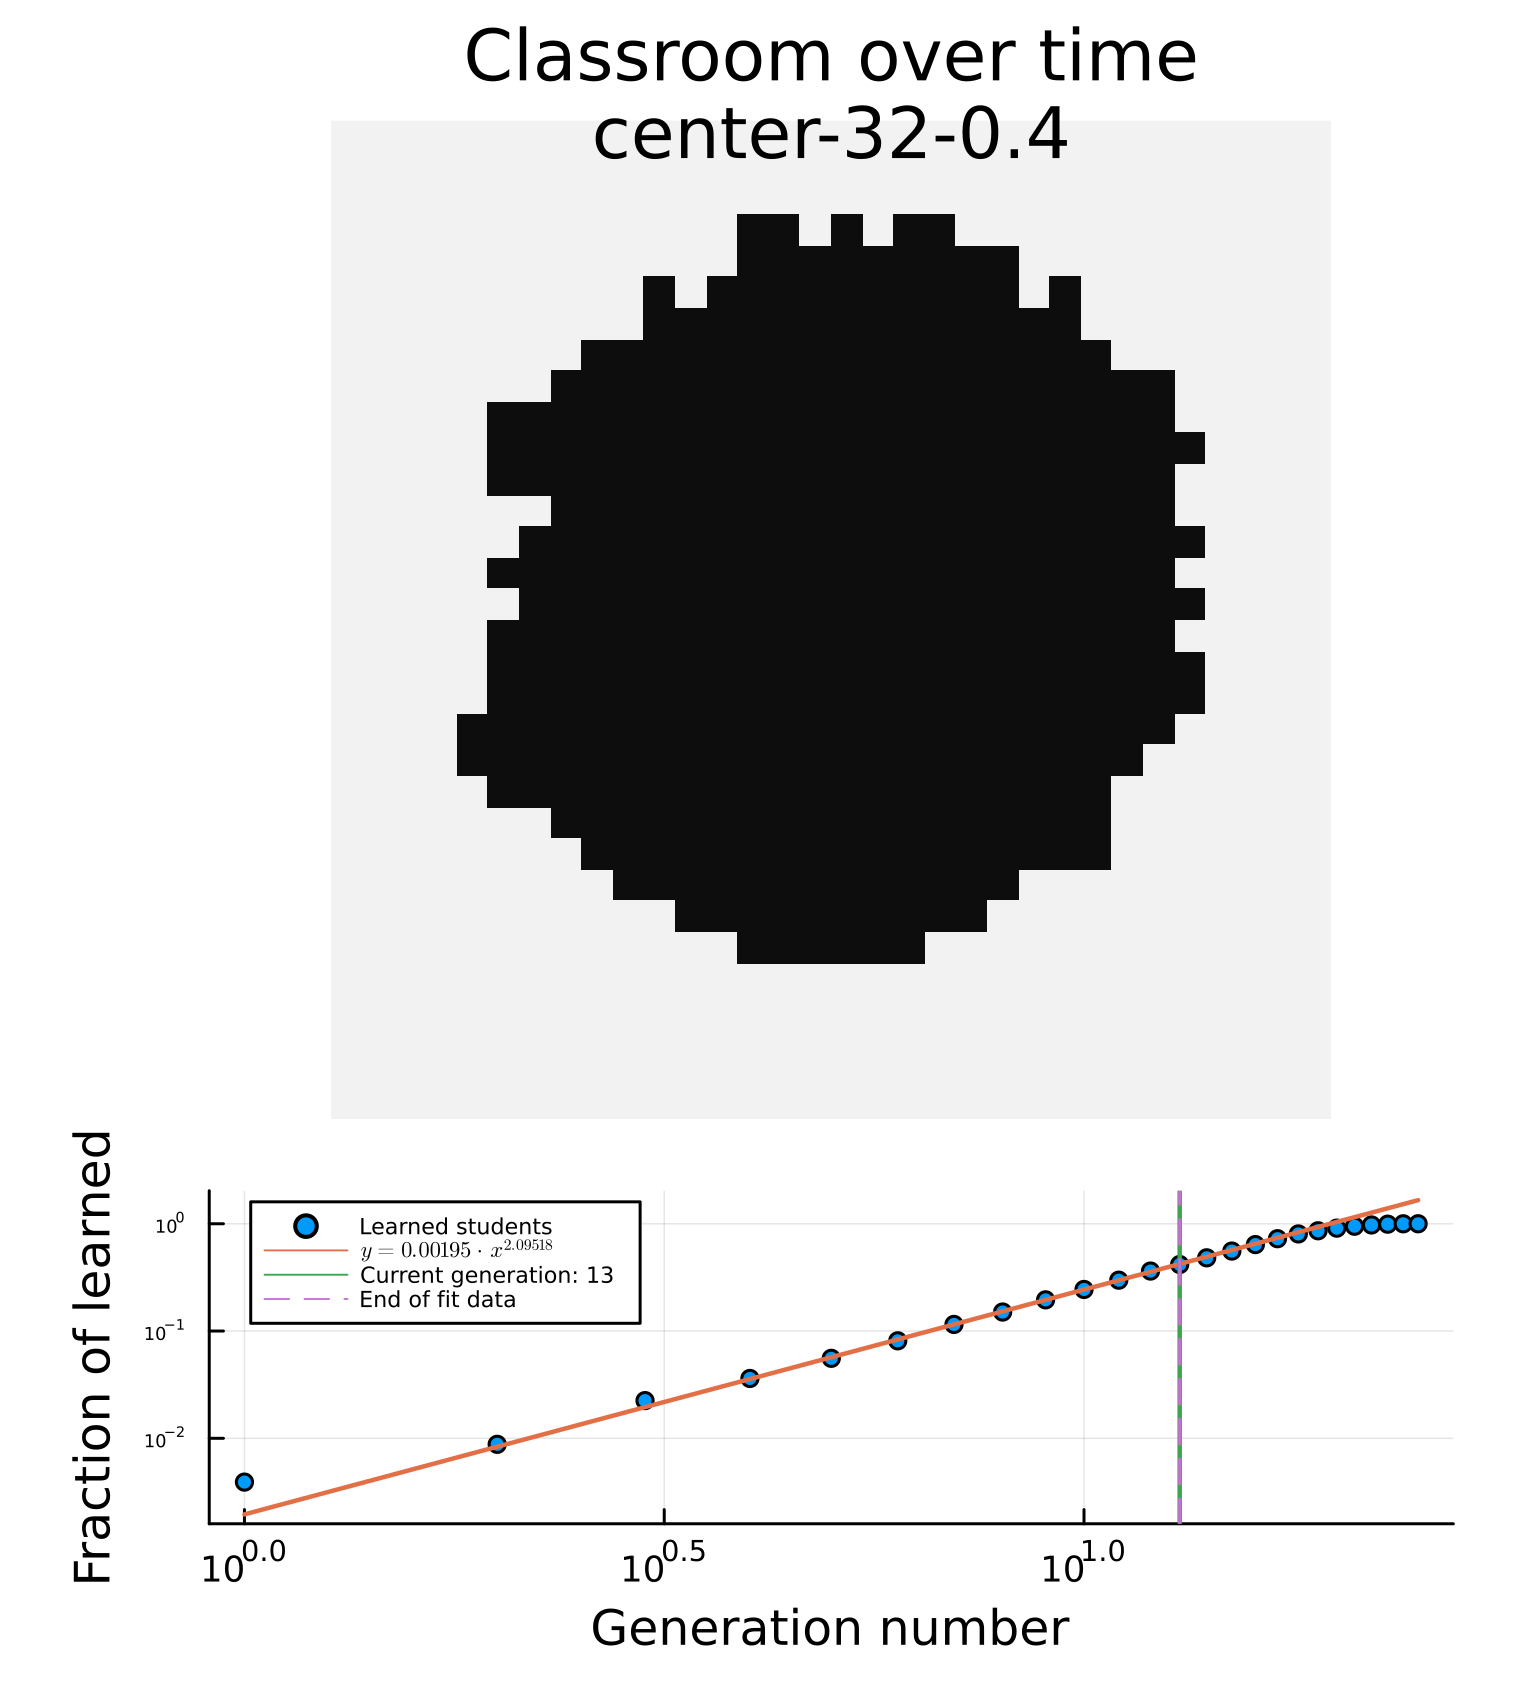 Classroom over time
center-32-0.4
Fraction of learned
10^0
10^−1
10^−2
Learned students
y = 0.00195 · x^2.09518
Current generation: 13
End of fit data
10^0.0
10^0.5
10^1.0
Generation number